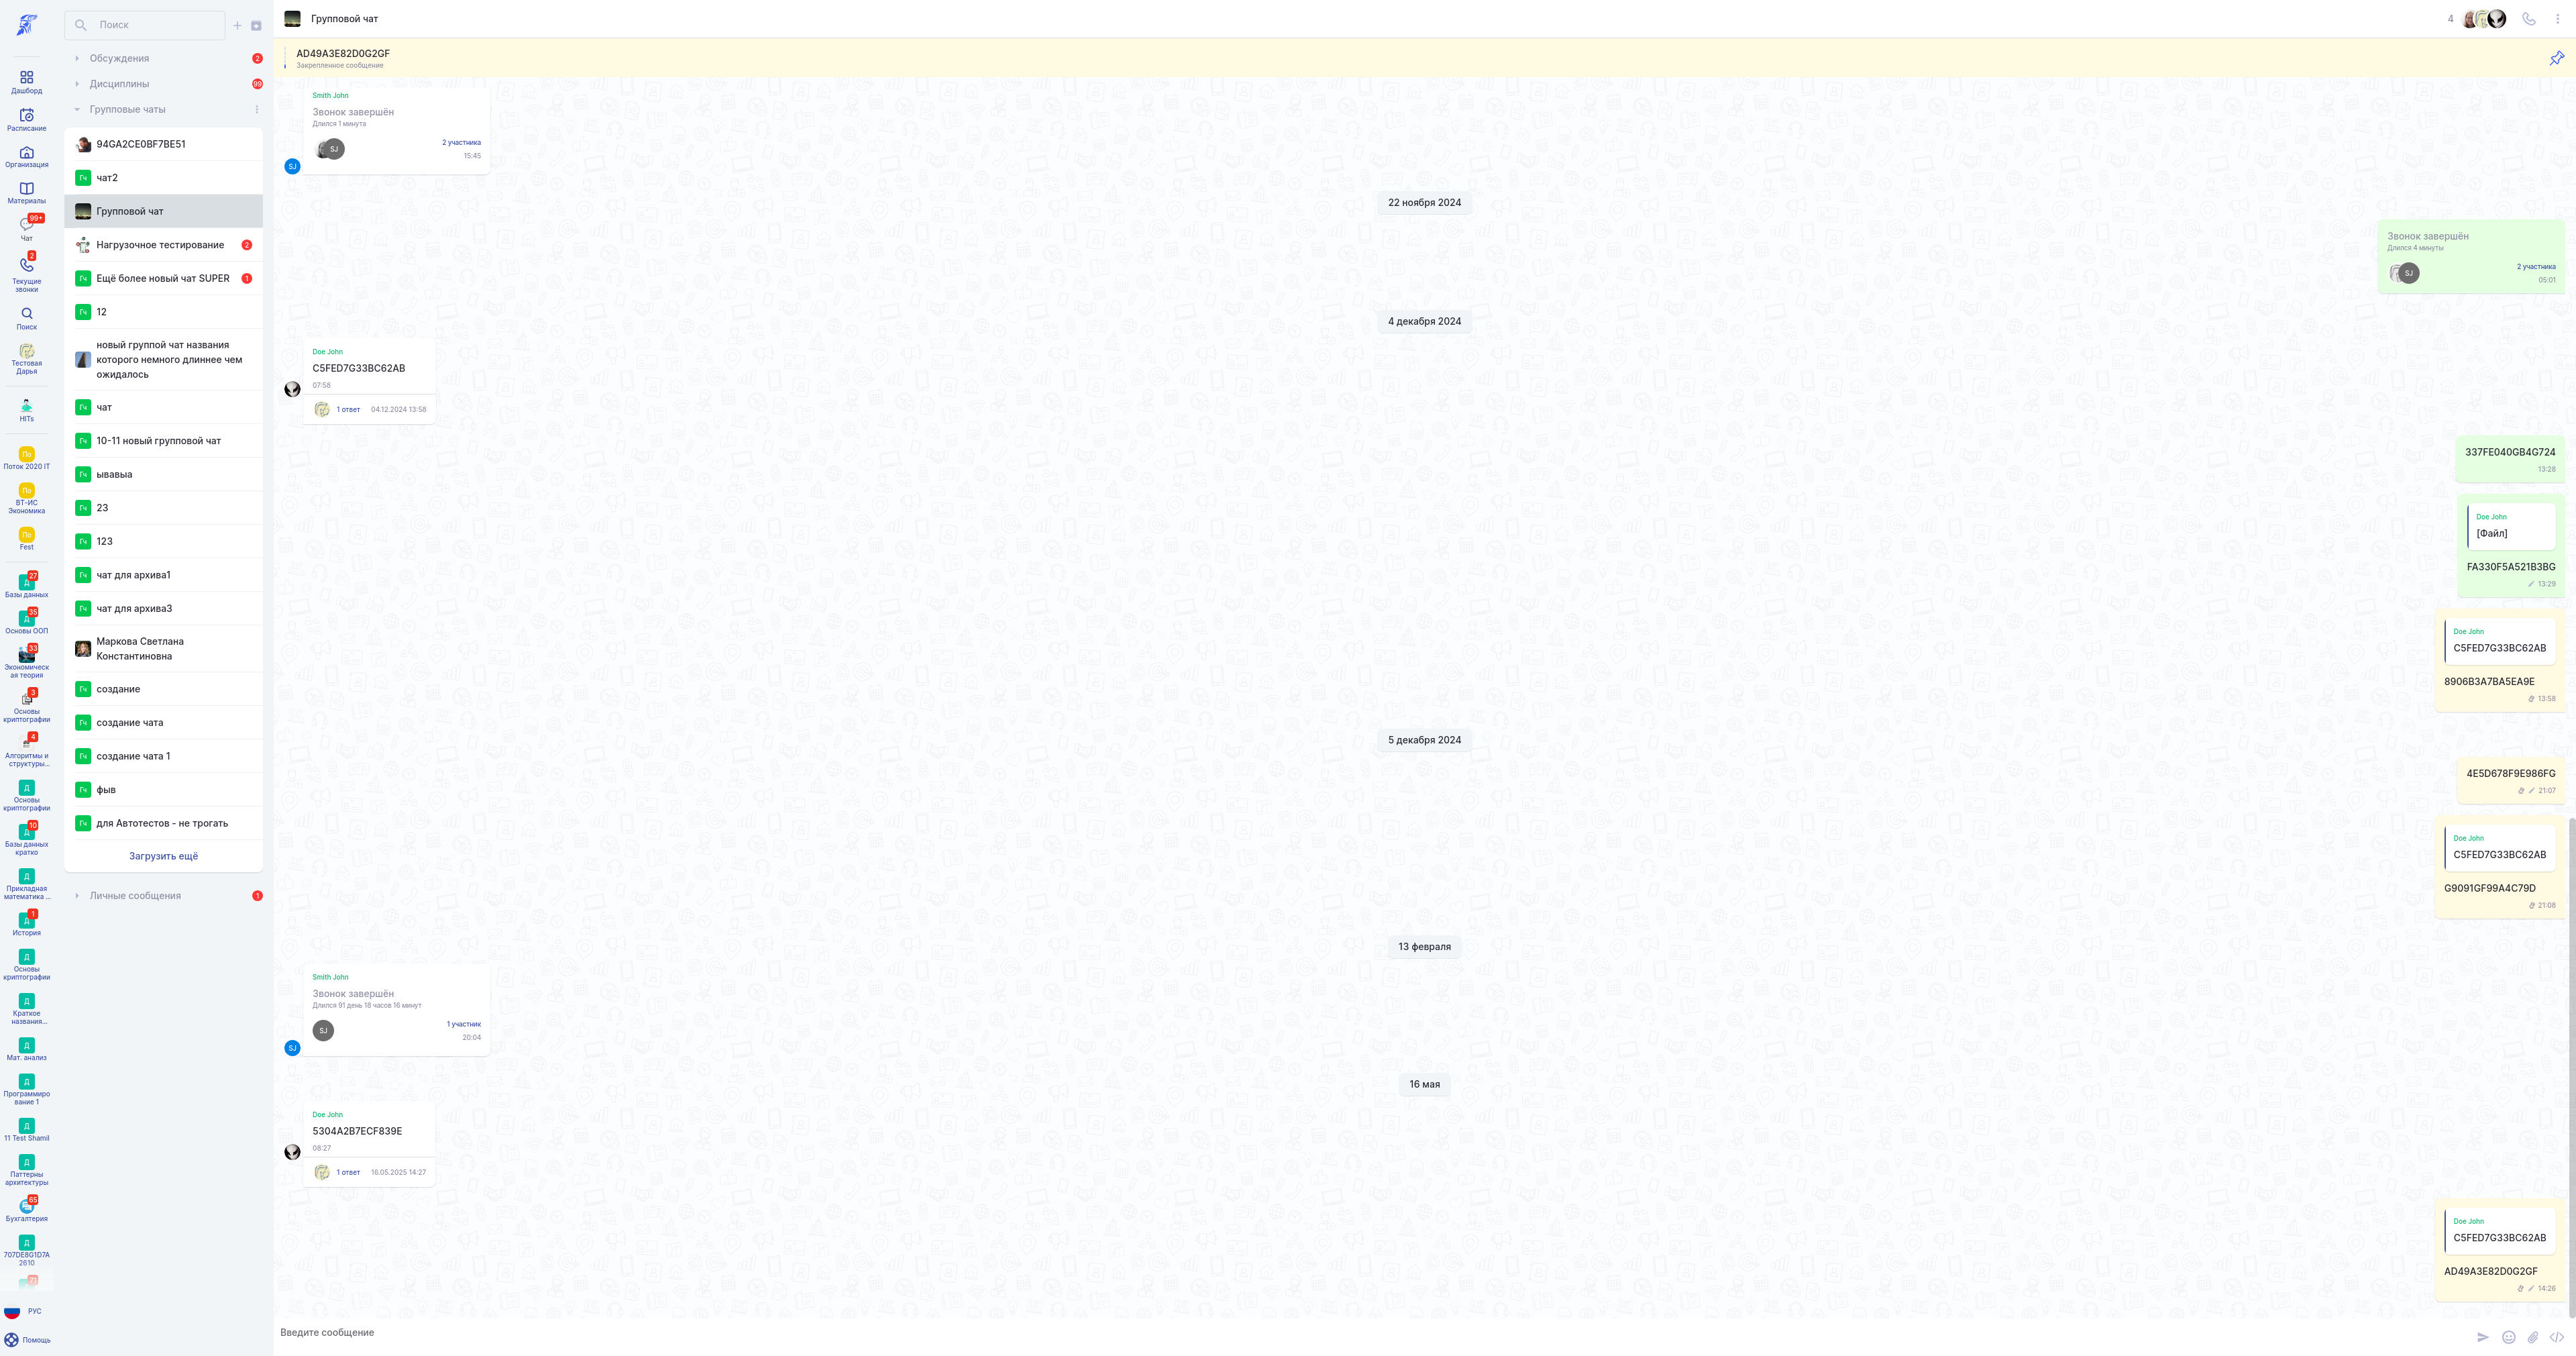 Дашборд
Расписание
Организация
Материалы
99+
Чат
2
Текущие
звонки
Поиск
Тестовая
Дарья
HITs
По
Поток 2020 IT
По
ВТ-ИС
Экономика
По
Fest
27
Д
Базы данных
35
Д
Основы ООП
33
Экономическ
ая теория
3
Основы
криптографии
4
Алгоритмы и
структуры...
Д
Основы
криптографии
10
Д
Базы данных
кратко
Д
Прикладная
математика ...
1
Д
История
Д
Основы
криптографии
Д
Краткое
названия...
Д
Мат. анализ
Д
Программиро
вание 1
Д
11 Test Shamil
Д
Паттерны
архитектуры
65
Бухгалтерия
Д
707DE8G1D7A
2610
РУС
Помощь
Поиск
Обсуждения 2
Дисциплины 99
Групповые чаты
94GA2CE0BF7BE51
Гч чат2
Групповой чат
Нагрузочное тестирование 2
Гч Ещё более новый чат SUPER 1
Гч 12
новый группой чат названия
которого немного длиннее чем
ожидалось
Гч чат
Гч 10-11 новый групповой чат
Гч ывавыа
Гч 23
Гч 123
Гч чат для архива1
Гч чат для архива3
Маркова Светлана
Константиновна
Гч создание
Гч создание чата
Гч создание чата 1
Гч фыв
Гч для Автотестов - не трогать
Загрузить ещё
Личные сообщения 1
Групповой чат 4
AD49A3E82D0G2GF
Закрепленное сообщение
Smith John
Звонок завершён
Длился 1 минута
SJ 2 участника
15:45
SJ
22 ноября 2024
Звонок завершён
Длился 4 минуты
SJ 2 участника
05:01
4 декабря 2024
Doe John
C5FED7G33BC62AB
07:58
1 ответ 04.12.2024 13:58
337FE040GB4G724
13:28
Doe John
[Файл]
FA330F5A521B3BG
13:29
Doe John
C5FED7G33BC62AB
8906B3A7BA5EA9E
13:58
5 декабря 2024
4E5D678F9E986FG
21:07
Doe John
C5FED7G33BC62AB
G9091GF99A4C79D
21:08
13 февраля
Smith John
Звонок завершён
Длился 91 день 18 часов 16 минут
SJ 1 участник
20:04
SJ
16 мая
Doe John
5304A2B7ECF839E
08:27
1 ответ 16.05.2025 14:27
Doe John
C5FED7G33BC62AB
AD49A3E82D0G2GF
14:26
Введите сообщение